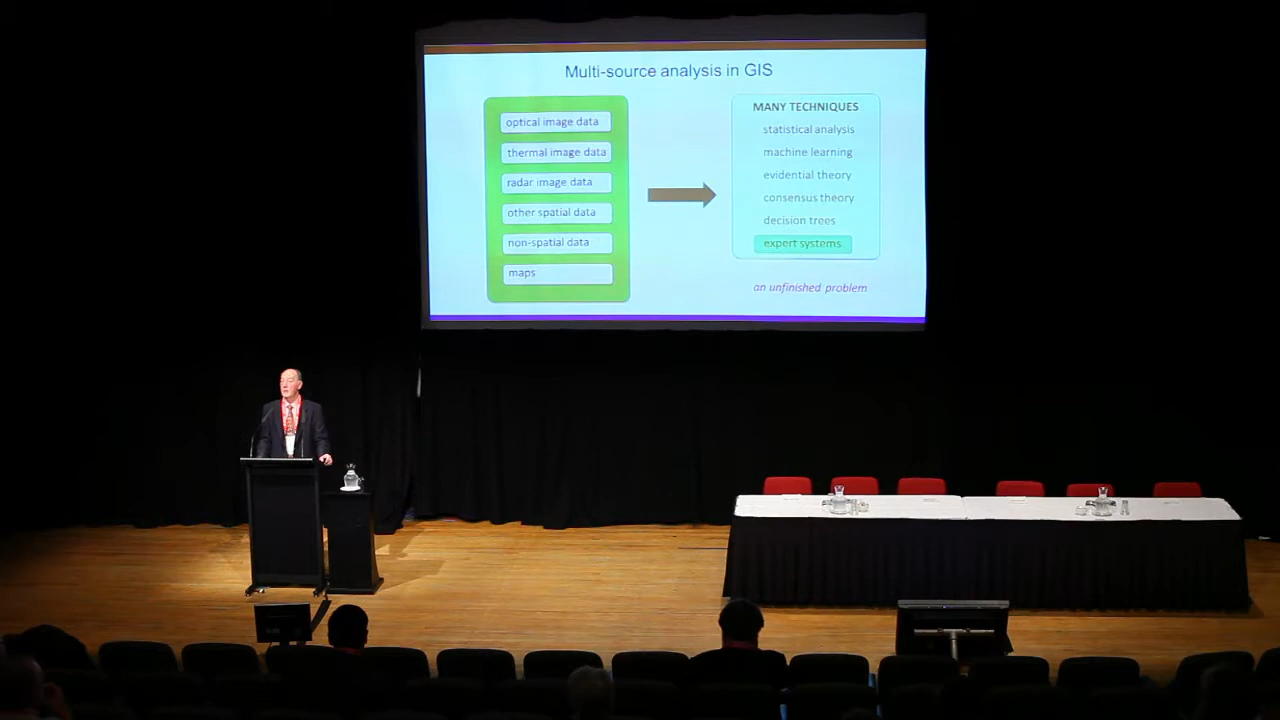 Multi-source analysis in GIS
optical image data
thermal image data
radar image data
other spatial data
non-spatial data
maps
MANY TECHNIQUES
statistical analysis
machine learning
evidential theory
consensus theory
decision trees
expert systems
an unfinished problem